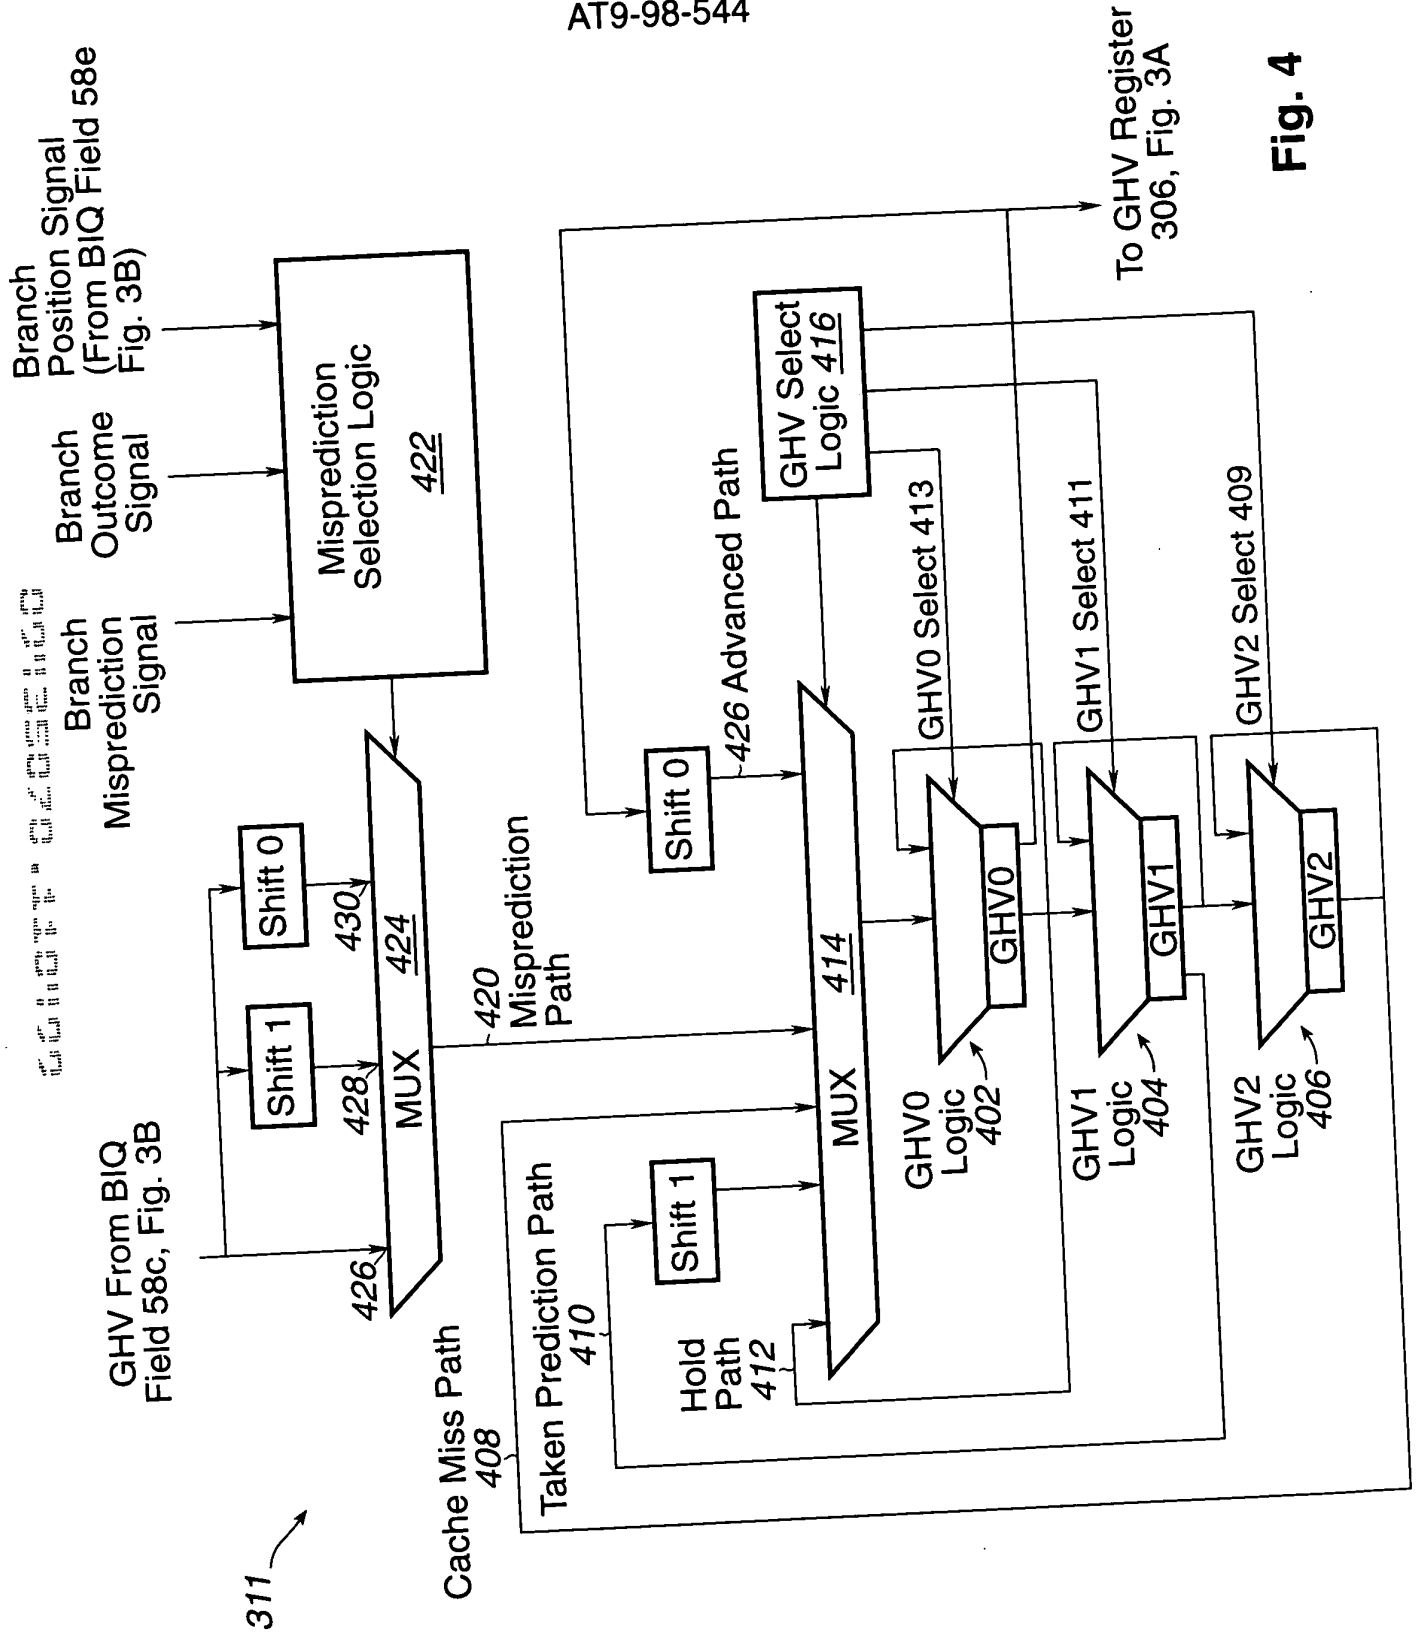 AT9-98-544
311
GHV From BIQ
Field 58c, Fig. 3B
Branch
Misprediction
Signal
Branch
Outcome
Signal
Branch
Position Signal
(From BIQ Field 58e
Fig. 3B)
Shift 1
Shift 0
Misprediction
Selection Logic
422
426
428
430
MUX
424
Cache Miss Path
408
420
Misprediction
Path
Taken Prediction Path
410
Shift 1
Shift 0
426 Advanced Path
Hold
Path
412
MUX
414
GHV Select
Logic 416
GHV0
Logic
402
GHV0
GHV0 Select 413
GHV1
Logic
404
GHV1
GHV1 Select 411
GHV2
Logic
406
GHV2
GHV2 Select 409
To GHV Register
306, Fig. 3A
Fig. 4